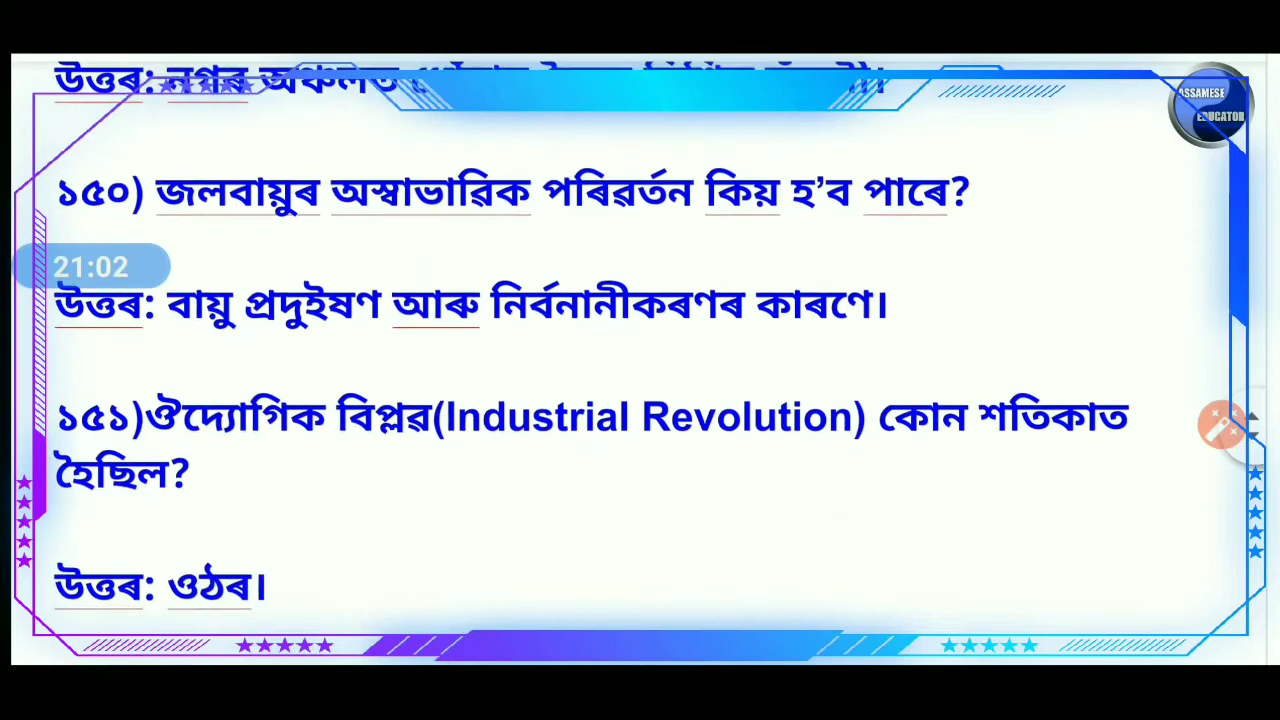 উত্তৰ: নগৰ অঞ্চলত
ASSAMESE
EDUCATOR
১৫০) জলবায়ুৰ অস্বাভাৱিক পৰিৱৰ্তন কিয় হ’ব পাৰে?
21:02
উত্তৰ: বায়ু প্ৰদুইষণ আৰু নিৰ্বনানীকৰণৰ কাৰণে।
১৫১)ঔদ্যোগিক বিপ্লৱ(Industrial Revolution) কোন শতিকাত
হৈছিল?
উত্তৰ: ওঠৰ।